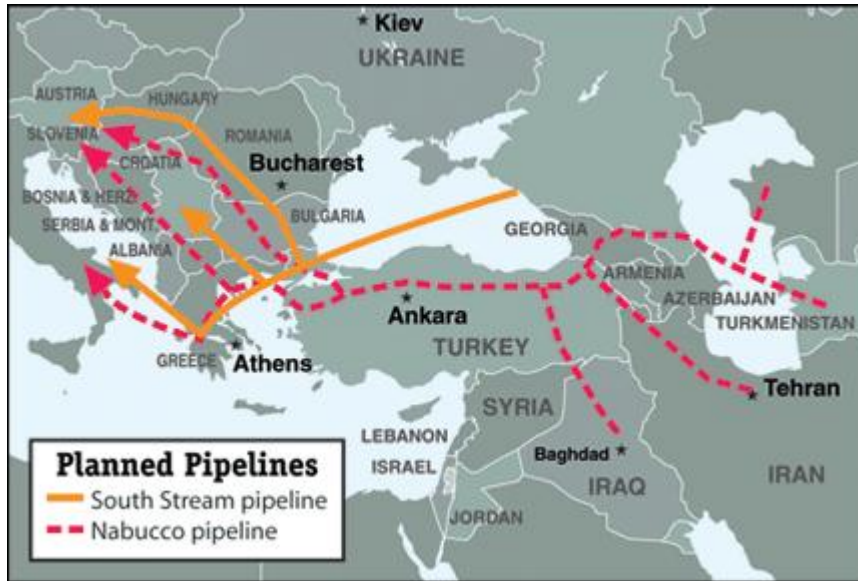 Kiev
UKRAINE
AUSTRIA
HUNGARY
SLOVENIA
ROMANIA
CROATIA
Bucharest
BOSNIA & HERZ.
SERBIA & MONT.
BULGARIA
GEORGIA
ALBANIA
ARMENIA
AZERBAIJAN
Ankara
TURKMENISTAN
TURKEY
GREECE
Athens
Tehran
SYRIA
LEBANON
Baghdad
ISRAEL
IRAQ
IRAN
JORDAN
Planned Pipelines
South Stream pipeline
Nabucco pipeline